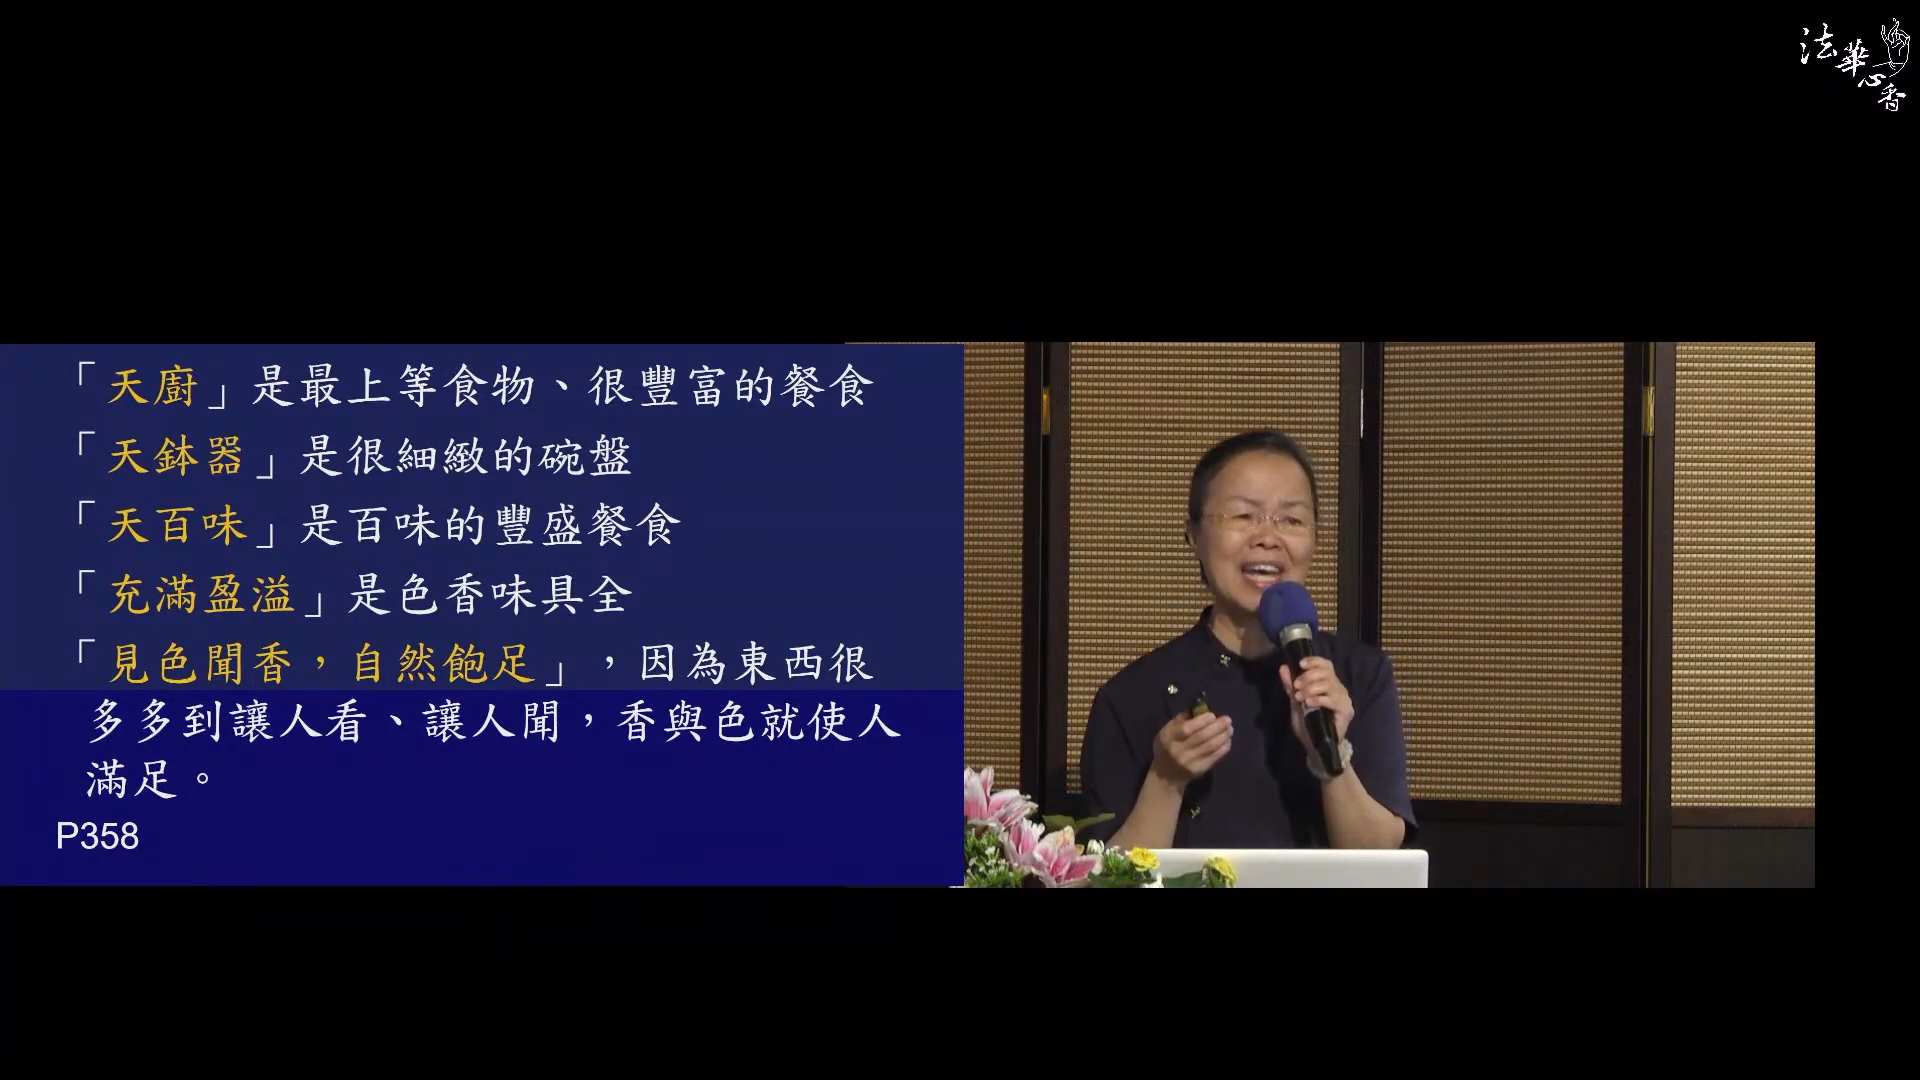 法華心香
「天廚」是最上等食物、很豐富的餐食
「天鉢器」是很細緻的碗盤
「天百味」是百味的豐盛餐食
「充滿盈溢」是色香味具全
「見色聞香,自然飽足」,因為東西很
多多到讓人看、讓人聞,香與色就使人
滿足。
P358